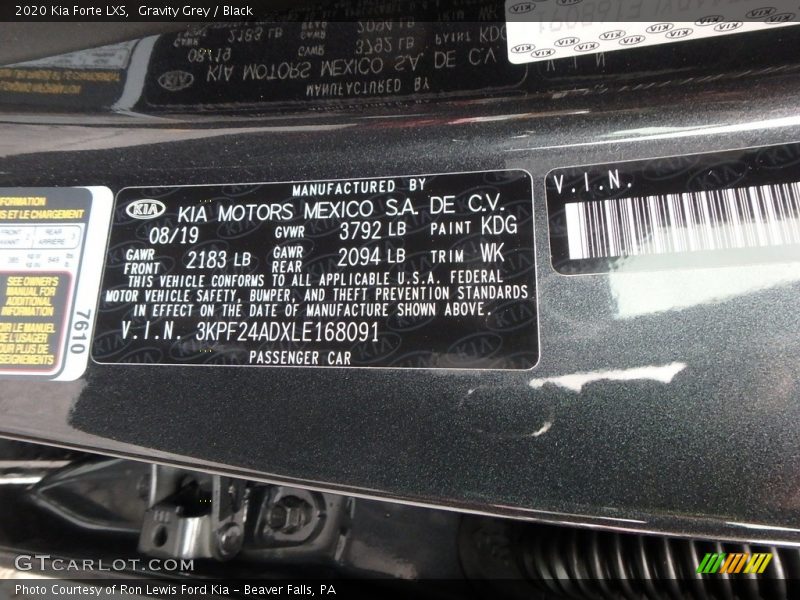 2020 Kia Forte LXS, Gravity Grey / Black
MANUFACTURED BY
KIA KIA MOTORS MEXICO S.A. DE C.V.
08/19 GVWR 3792 LB PAINT KDG
GAWR FRONT 2183 LB GAWR REAR 2094 LB TRIM WK
THIS VEHICLE CONFORMS TO ALL APPLICABLE U.S.A. FEDERAL
MOTOR VEHICLE SAFETY, BUMPER, AND THEFT PREVENTION STANDARDS
IN EFFECT ON THE DATE OF MANUFACTURE SHOWN ABOVE.
V.I.N. 3KPF24ADXLE168091
PASSENGER CAR
V.I.N.
FRONT REAR
ARRIERE
SEE OWNER'S
MANUAL FOR
ADDITIONAL
INFORMATION
7610
GTCARLOT.COM
Photo Courtesy of Ron Lewis Ford Kia – Beaver Falls, PA